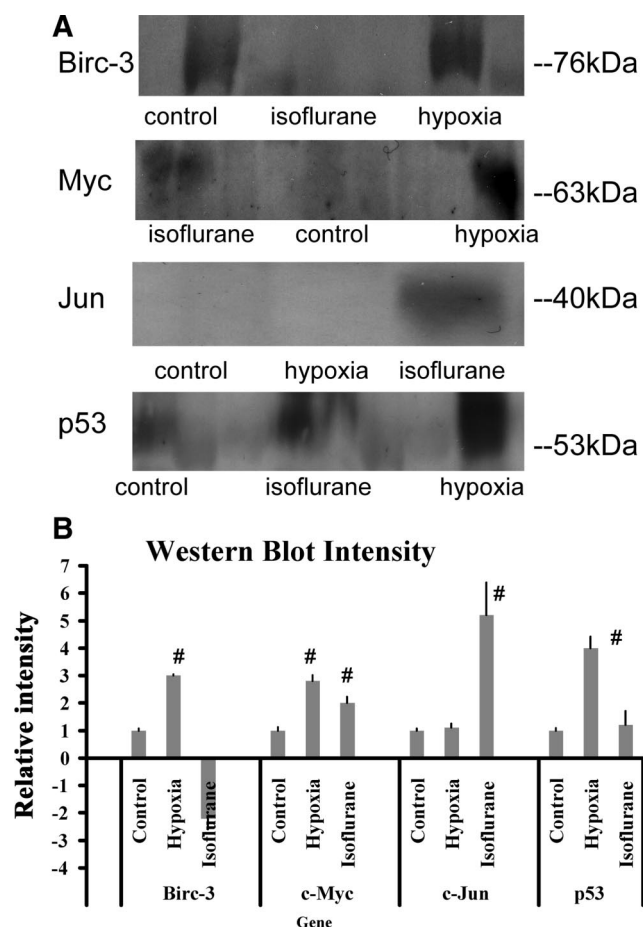 A
Birc-3
--76kDa
control isoflurane hypoxia
Myc
--63kDa
isoflurane control hypoxia
Jun
--40kDa
control hypoxia isoflurane
p53
--53kDa
control isoflurane hypoxia
B
Western Blot Intensity
Relative intensity
7
6
5
4
3
2
1
0
-1
-2
-3
-4
# # # # #
Control Hypoxia Isoflurane Control Hypoxia Isoflurane Control Hypoxia Isoflurane Control Hypoxia Isoflurane
Birc-3 c-Myc c-Jun p53
Gene